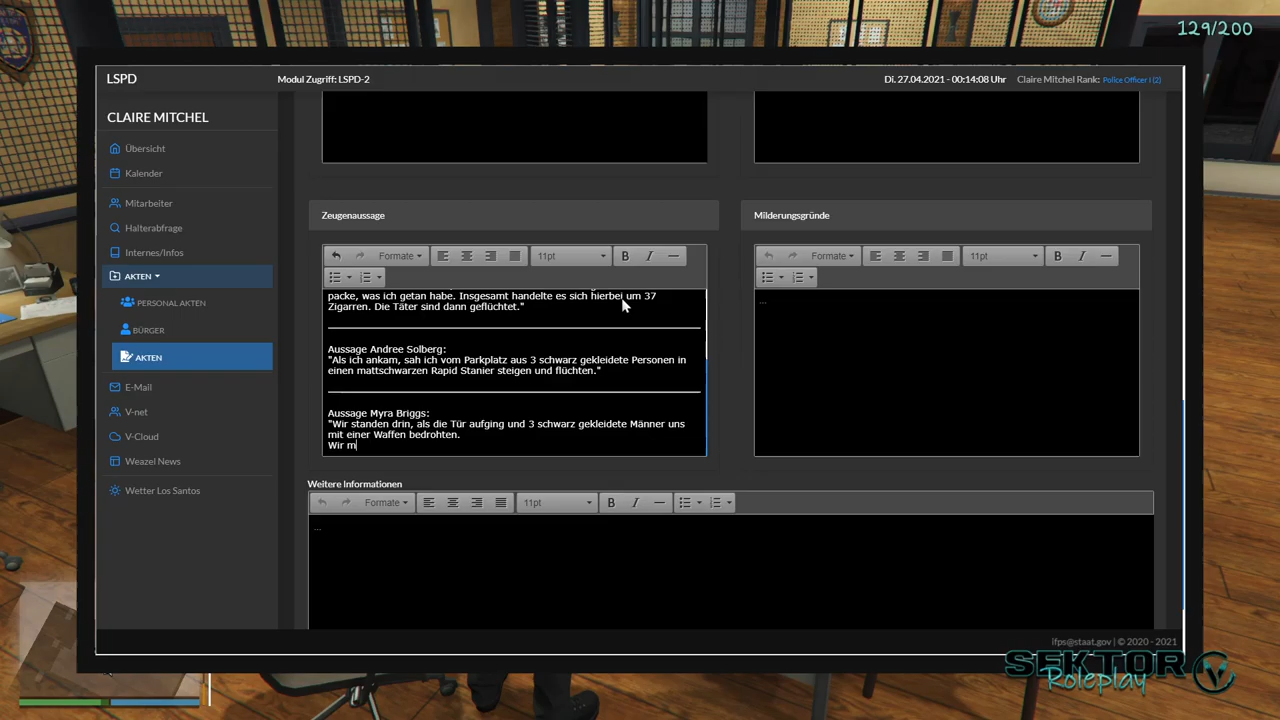 129/200
LSPD
Modul Zugriff: LSPD-2
Di. 27.04.2021 - 00:14:08 Uhr
Claire Mitchel Rank: Police Officer I (2)
CLAIRE MITCHEL
Übersicht
Kalender
Mitarbeiter
Halterabfrage
Internes/Infos
AKTEN
PERSONAL AKTEN
BÜRGER
AKTEN
E-Mail
V-net
V-Cloud
Weazel News
Wetter Los Santos
Zeugenaussage
Formate
11pt
B I
packe, was ich getan habe. Insgesamt handelte es sich hierbei um 37
Zigarren. Die Täter sind dann geflüchtet."
Aussage Andree Solberg:
"Als ich ankam, sah ich vom Parkplatz aus 3 schwarz gekleidete Personen in
einen mattschwarzen Rapid Stanier steigen und flüchten."
Aussage Myra Briggs:
"Wir standen drin, als die Tür aufging und 3 schwarz gekleidete Männer uns
mit einer Waffen bedrohten.
Wir m
Milderungsgründe
Formate
11pt
B I
...
Weitere Informationen
Formate
11pt
B I
...
lfps@staat.gov | © 2020 - 2021
SEKTOR V
Roleplay